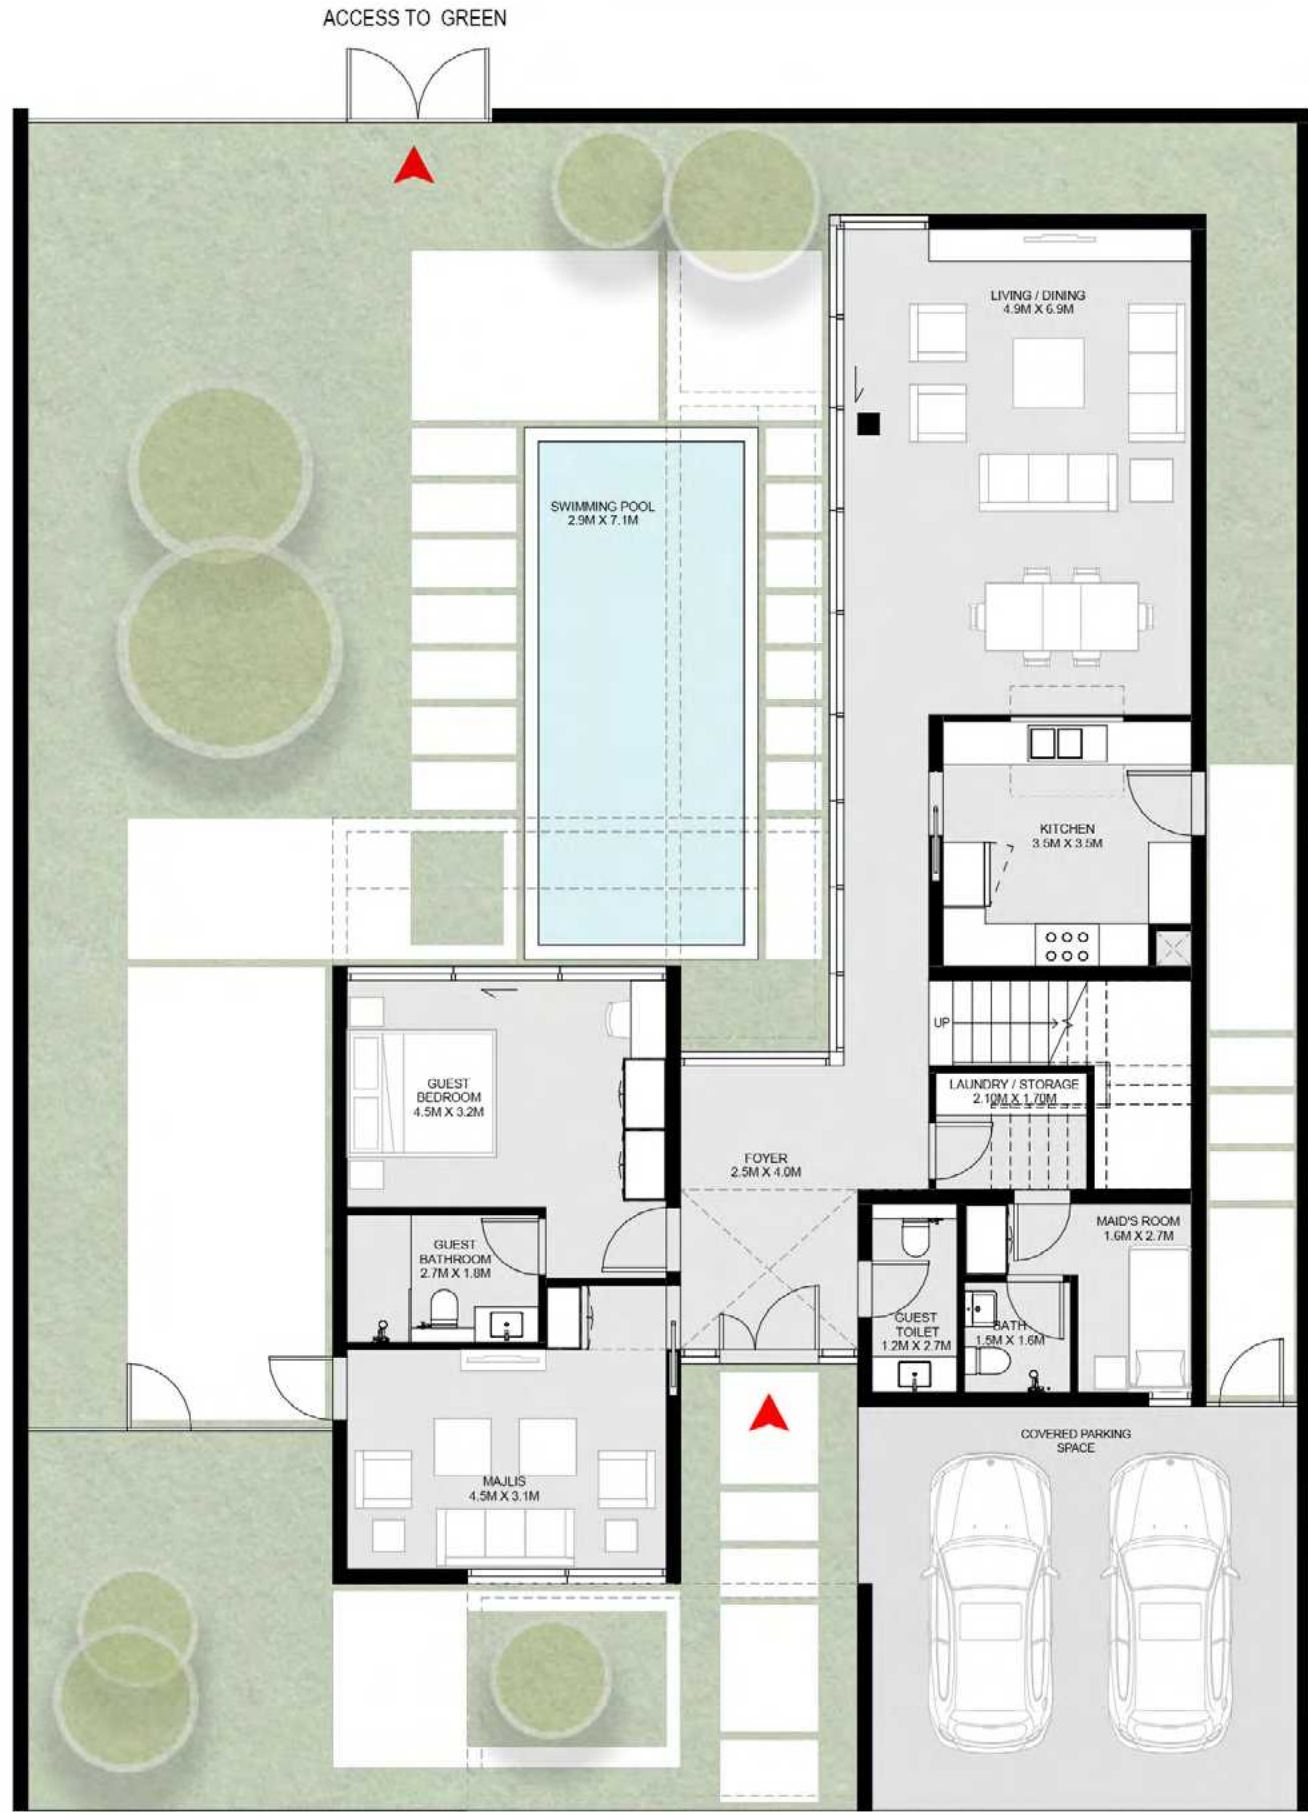 ACCESS TO GREEN
LIVING / DINING
4.9M X 6.9M
SWIMMING POOL
2.9M X 7.1M
KITCHEN
3.5M X 3.5M
UP
GUEST
BEDROOM
4.5M X 3.2M
LAUNDRY / STORAGE
2.10M X 1.70M
FOYER
2.5M X 4.0M
GUEST
BATHROOM
2.7M X 1.8M
MAID'S ROOM
1.6M X 2.7M
GUEST
TOILET
1.2M X 2.7M
BATH
1.5M X 1.6M
MAJLIS
4.5M X 3.1M
COVERED PARKING
SPACE